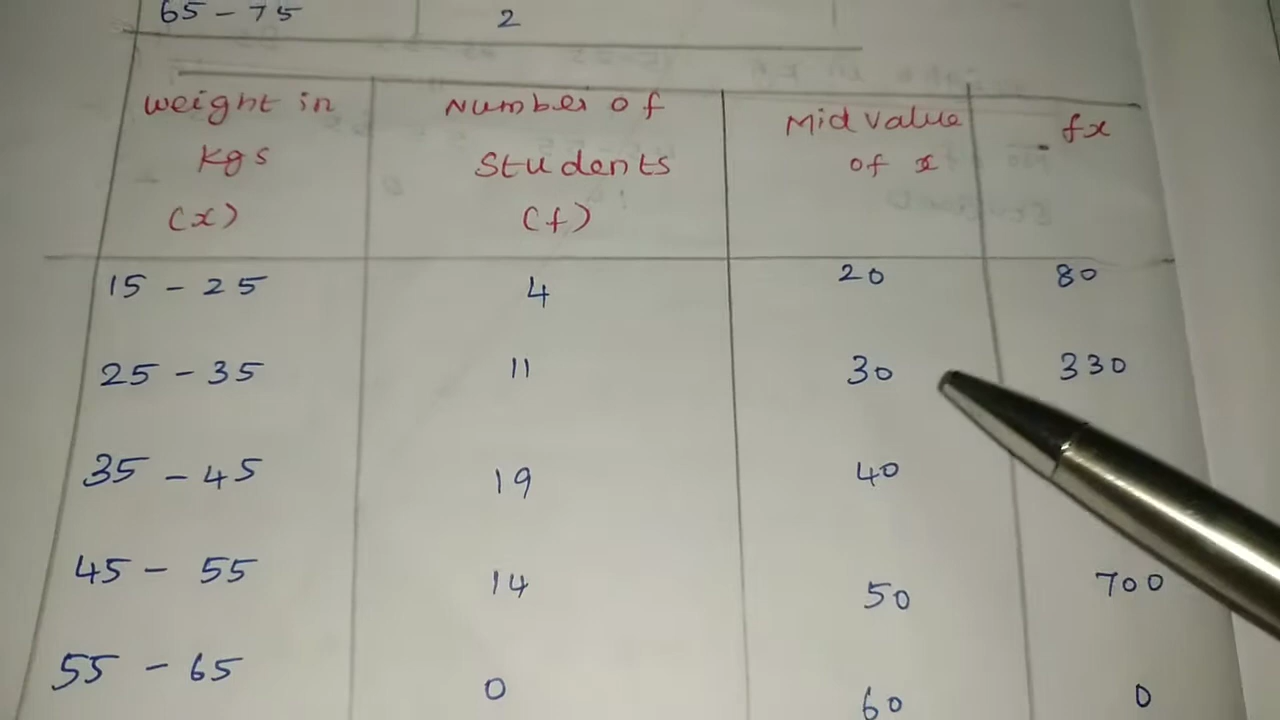 65-75 2
Weight in Kgs (x) Number of Students (f) Mid value of x fx
15-25 4 20 80
25-35 11 30 330
35-45 19 40
45-55 14 50 700
55-65 0 60 0